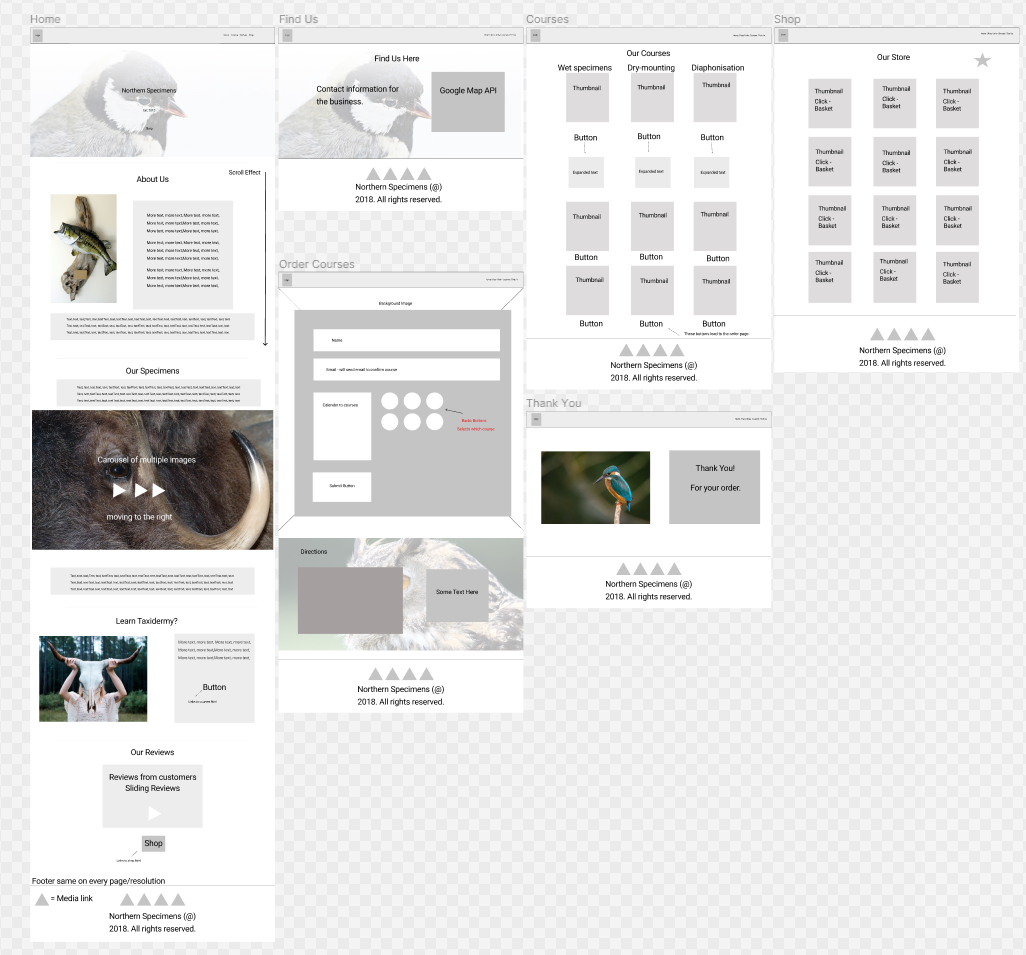 Home
Northern Specimens
Est. 2012
Shop
Scroll Effect
About Us
More text, more text, More text, more text.
More text, more text,More text, more text,
More text, more text,More text, more text.
More text, more text, More text, more text.
More text, more text,More text, more text,
More text, more text,More text, more text.
More text, more text, More text, more text.
More text, more text,More text, more text,
More text, more text,More text, more text.
Our Specimens
Carousel of multiple images
moving to the right
Learn Taxidermy?
More text, more text. More text, more text.
More text, more text,More text, more text,
More text, more text,More text, more text.
Button
Our Reviews
Reviews from customers
Sliding Reviews
Shop
Footer same on every page/resolution
= Media link
Northern Specimens (@)
2018. All rights reserved.
Find Us
Find Us Here
Contact information for
the business.
Google Map API
Northern Specimens (@)
2018. All rights reserved.
Order Courses
Background Image
Name
Email - will send email to confirm course
Calender to courses
Radio Buttons
Selects which course
Submit Button
Directions
Some Text Here
Northern Specimens (@)
2018. All rights reserved.
Courses
Our Courses
Wet specimens Dry-mounting Diaphonisation
Thumbnail Thumbnail Thumbnail
Button Button Button
Expanded text Expanded text Expanded text
Thumbnail Thumbnail Thumbnail
Button Button Button
Thumbnail Thumbnail Thumbnail
Button Button Button
These buttons lead to the order page
Northern Specimens (@)
2018. All rights reserved.
Thank You
Thank You!
For your order.
Northern Specimens (@)
2018. All rights reserved.
Shop
Our Store
Thumbnail Thumbnail Thumbnail
Click - Click - Click -
Basket Basket Basket
Thumbnail Thumbnail Thumbnail
Click - Click - Click -
Basket Basket Basket
Thumbnail Thumbnail Thumbnail
Click - Click - Click -
Basket Basket Basket
Thumbnail Thumbnail Thumbnail
Click - Click - Click -
Basket Basket Basket
Northern Specimens (@)
2018. All rights reserved.